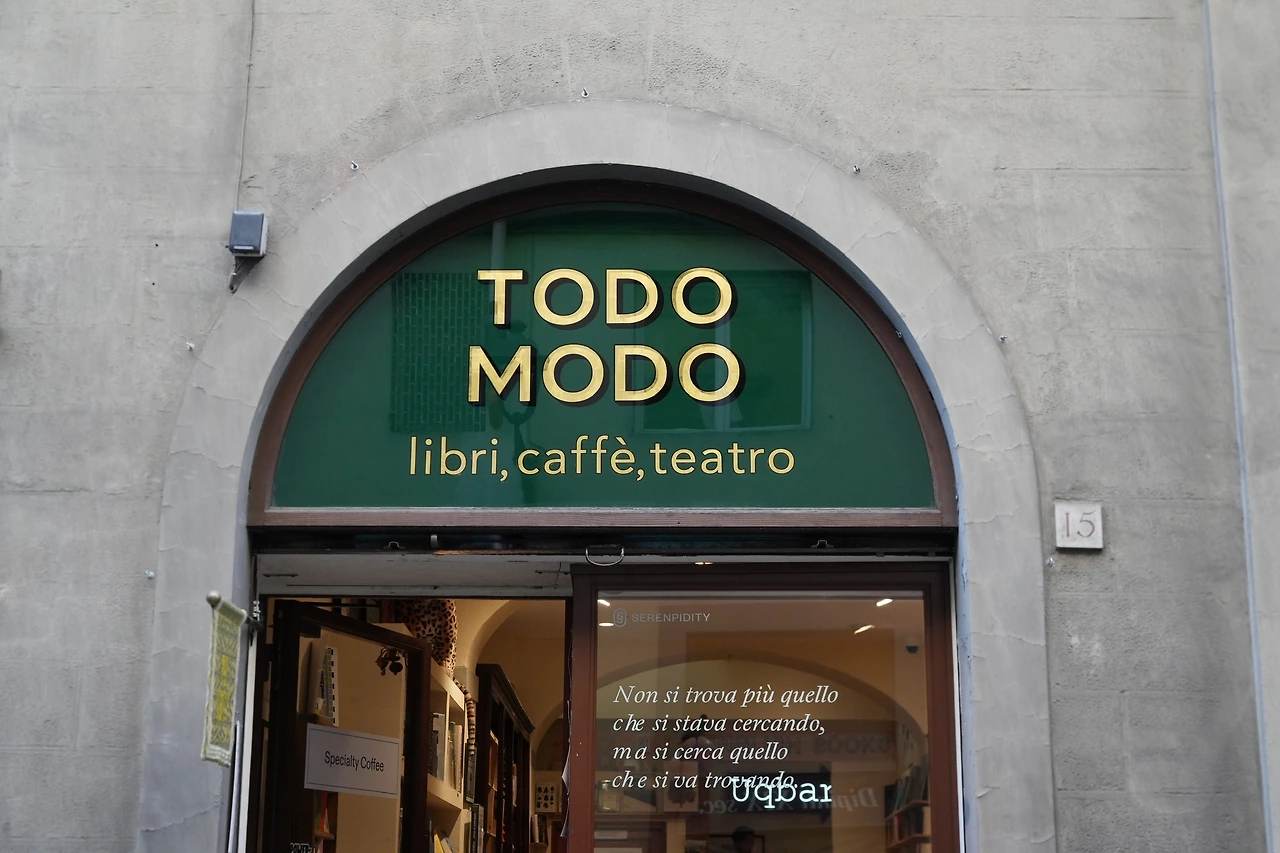 TODO
MODO
libri, caffè, teatro
15
SERENPIDITY
Non si trova più quello
che si stava cercando,
ma si cerca quello
che si va trovando.
Uqbar
Specialty Coffee